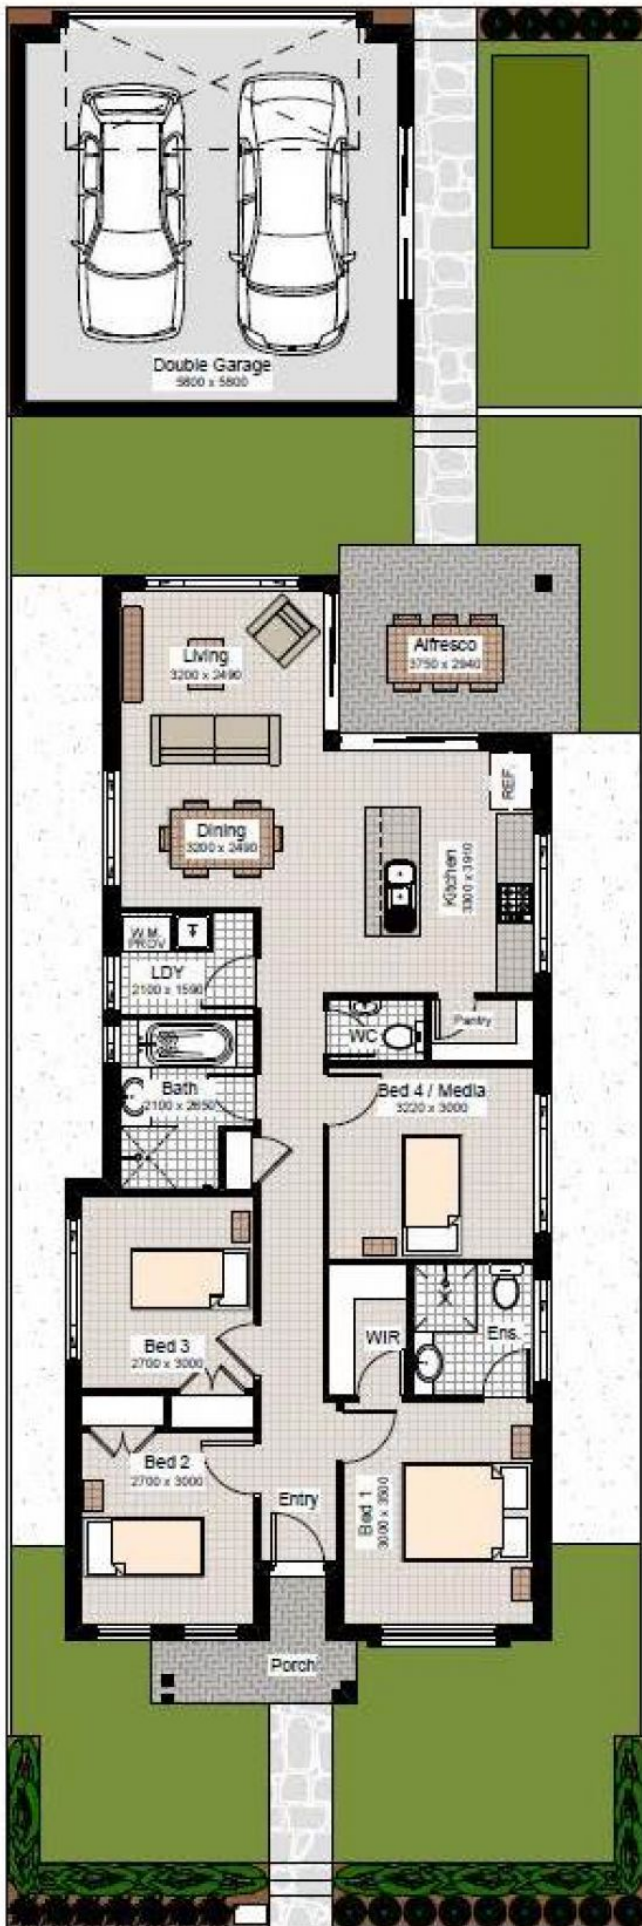 Double Garage
5800 x 5800
Living
3200 x 2490
Alfresco
3750 x 2940
REF.
Dining
3200 x 2490
Kitchen
3300 x 3910
W.M.
PROV
LDY
2100 x 1590
WC
Pantry
Bath
2100 x 2650
Bed 4 / Media
3220 x 3000
Bed 3
2700 x 3000
WIR
Ens.
Bed 2
2700 x 3000
Entry
Bed 1
3000 x 3500
Porch